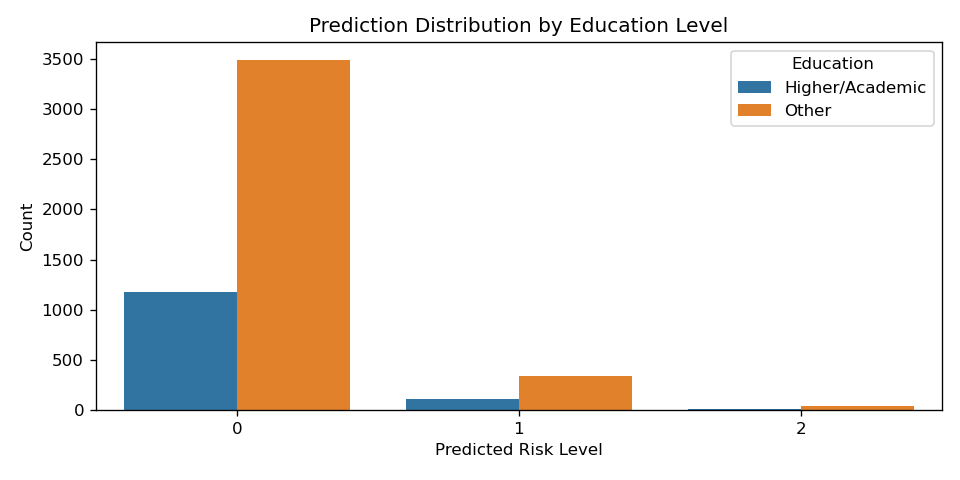 Prediction Distribution by Education Level
Education
Higher/Academic
Other
3500
3000
2500
2000
1500
1000
500
0
Count
0 1 2
Predicted Risk Level